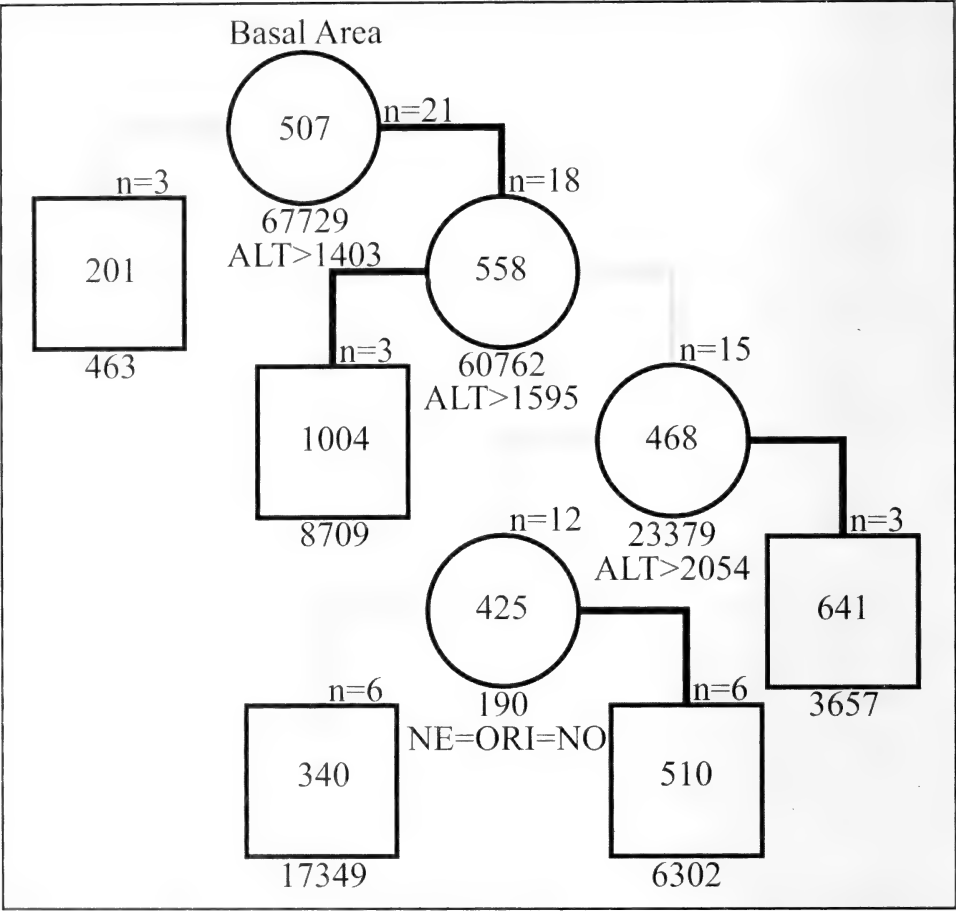 Basal Area
507
n=21
67729
ALT>1403
n=3
201
463
n=18
558
60762
ALT>1595
n=3
1004
8709
n=15
468
23379
ALT>2054
n=3
641
3657
n=12
425
190
NE=ORI=NO
n=6
340
17349
n=6
510
6302